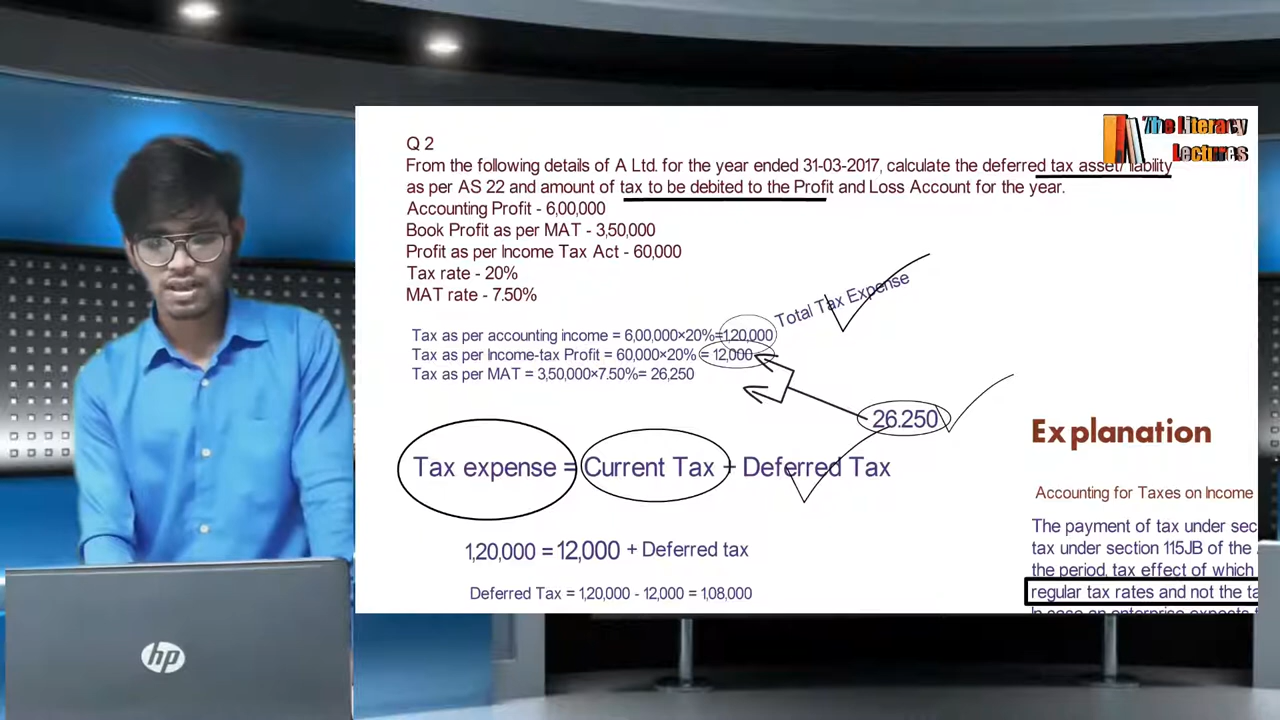 The Literacy
Lectures
Q 2
From the following details of A Ltd. for the year ended 31-03-2017, calculate the deferred tax asset/ liability
as per AS 22 and amount of tax to be debited to the Profit and Loss Account for the year.
Accounting Profit - 6,00,000
Book Profit as per MAT - 3,50,000
Profit as per Income Tax Act - 60,000
Tax rate - 20%
MAT rate - 7.50%
Total Tax Expense
Tax as per accounting income = 6,00,000×20%=1,20,000
Tax as per Income-tax Profit = 60,000×20% = 12,000
Tax as per MAT = 3,50,000×7.50%= 26,250
26.250
Tax expense = Current Tax + Deferred Tax
1,20,000 = 12,000 + Deferred tax
Deferred Tax = 1,20,000 - 12,000 = 1,08,000
Explanation
Accounting for Taxes on Income
The payment of tax under sec
tax under section 115JB of the
the period, tax effect of which
regular tax rates and not the ta
hp